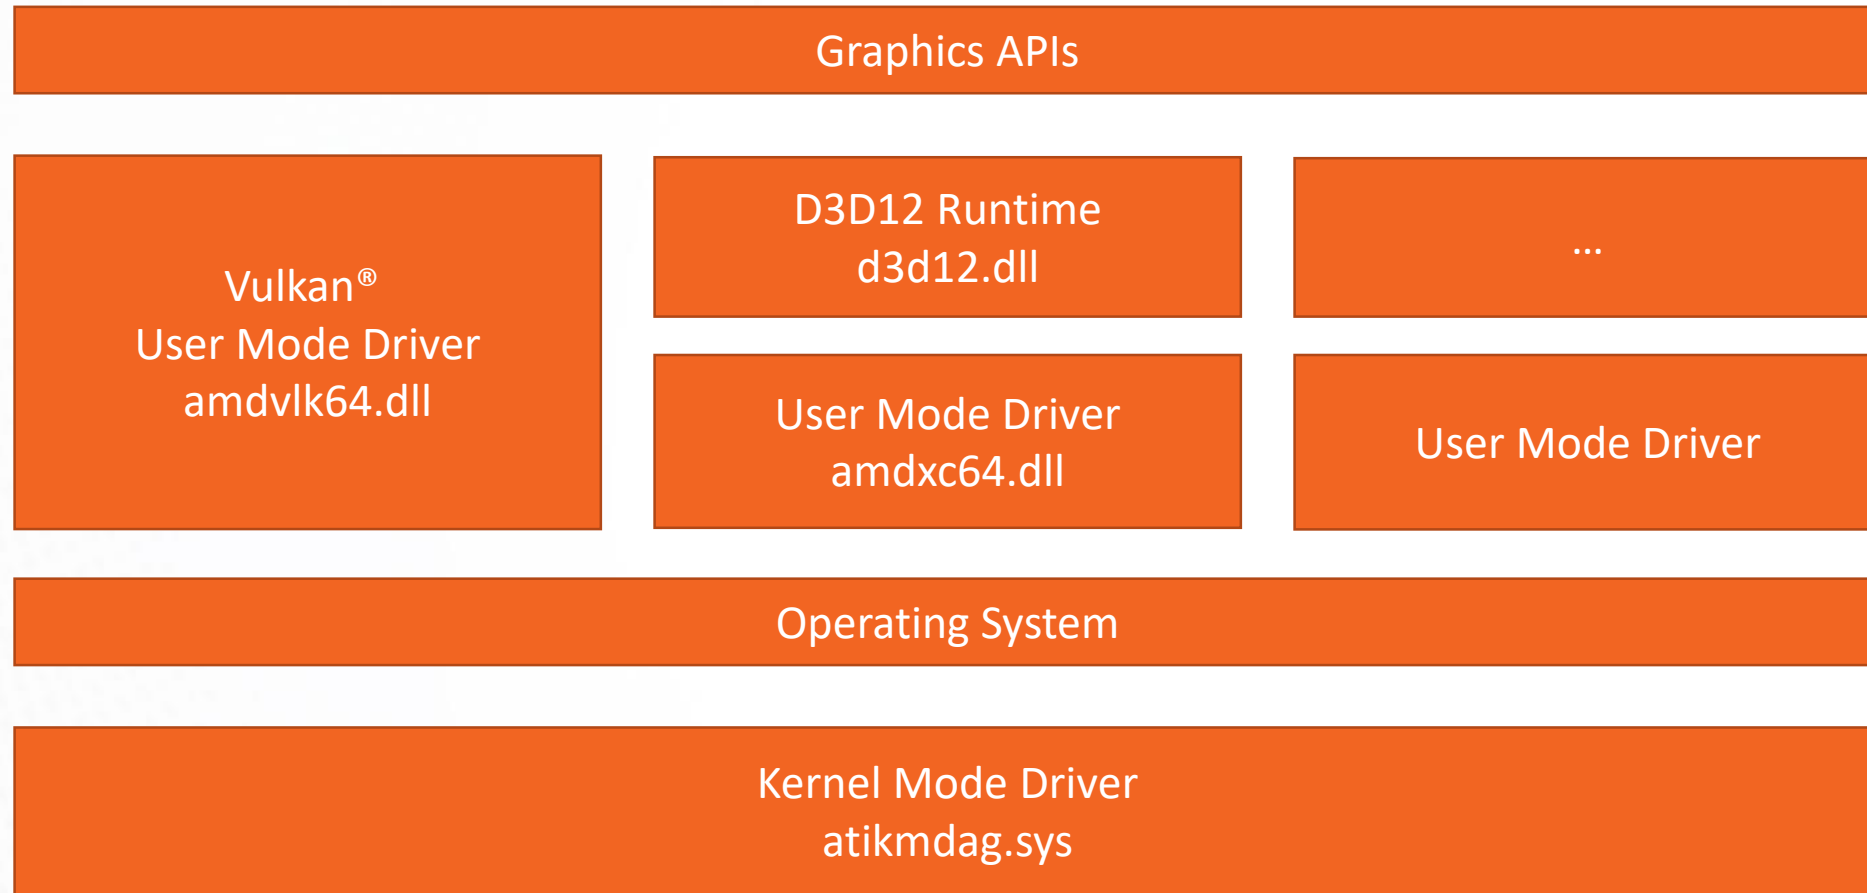 Graphics APIs
Vulkan®
User Mode Driver
amdvlk64.dll
D3D12 Runtime
d3d12.dll
...
User Mode Driver
amdxc64.dll
User Mode Driver
Operating System
Kernel Mode Driver
atikmdag.sys